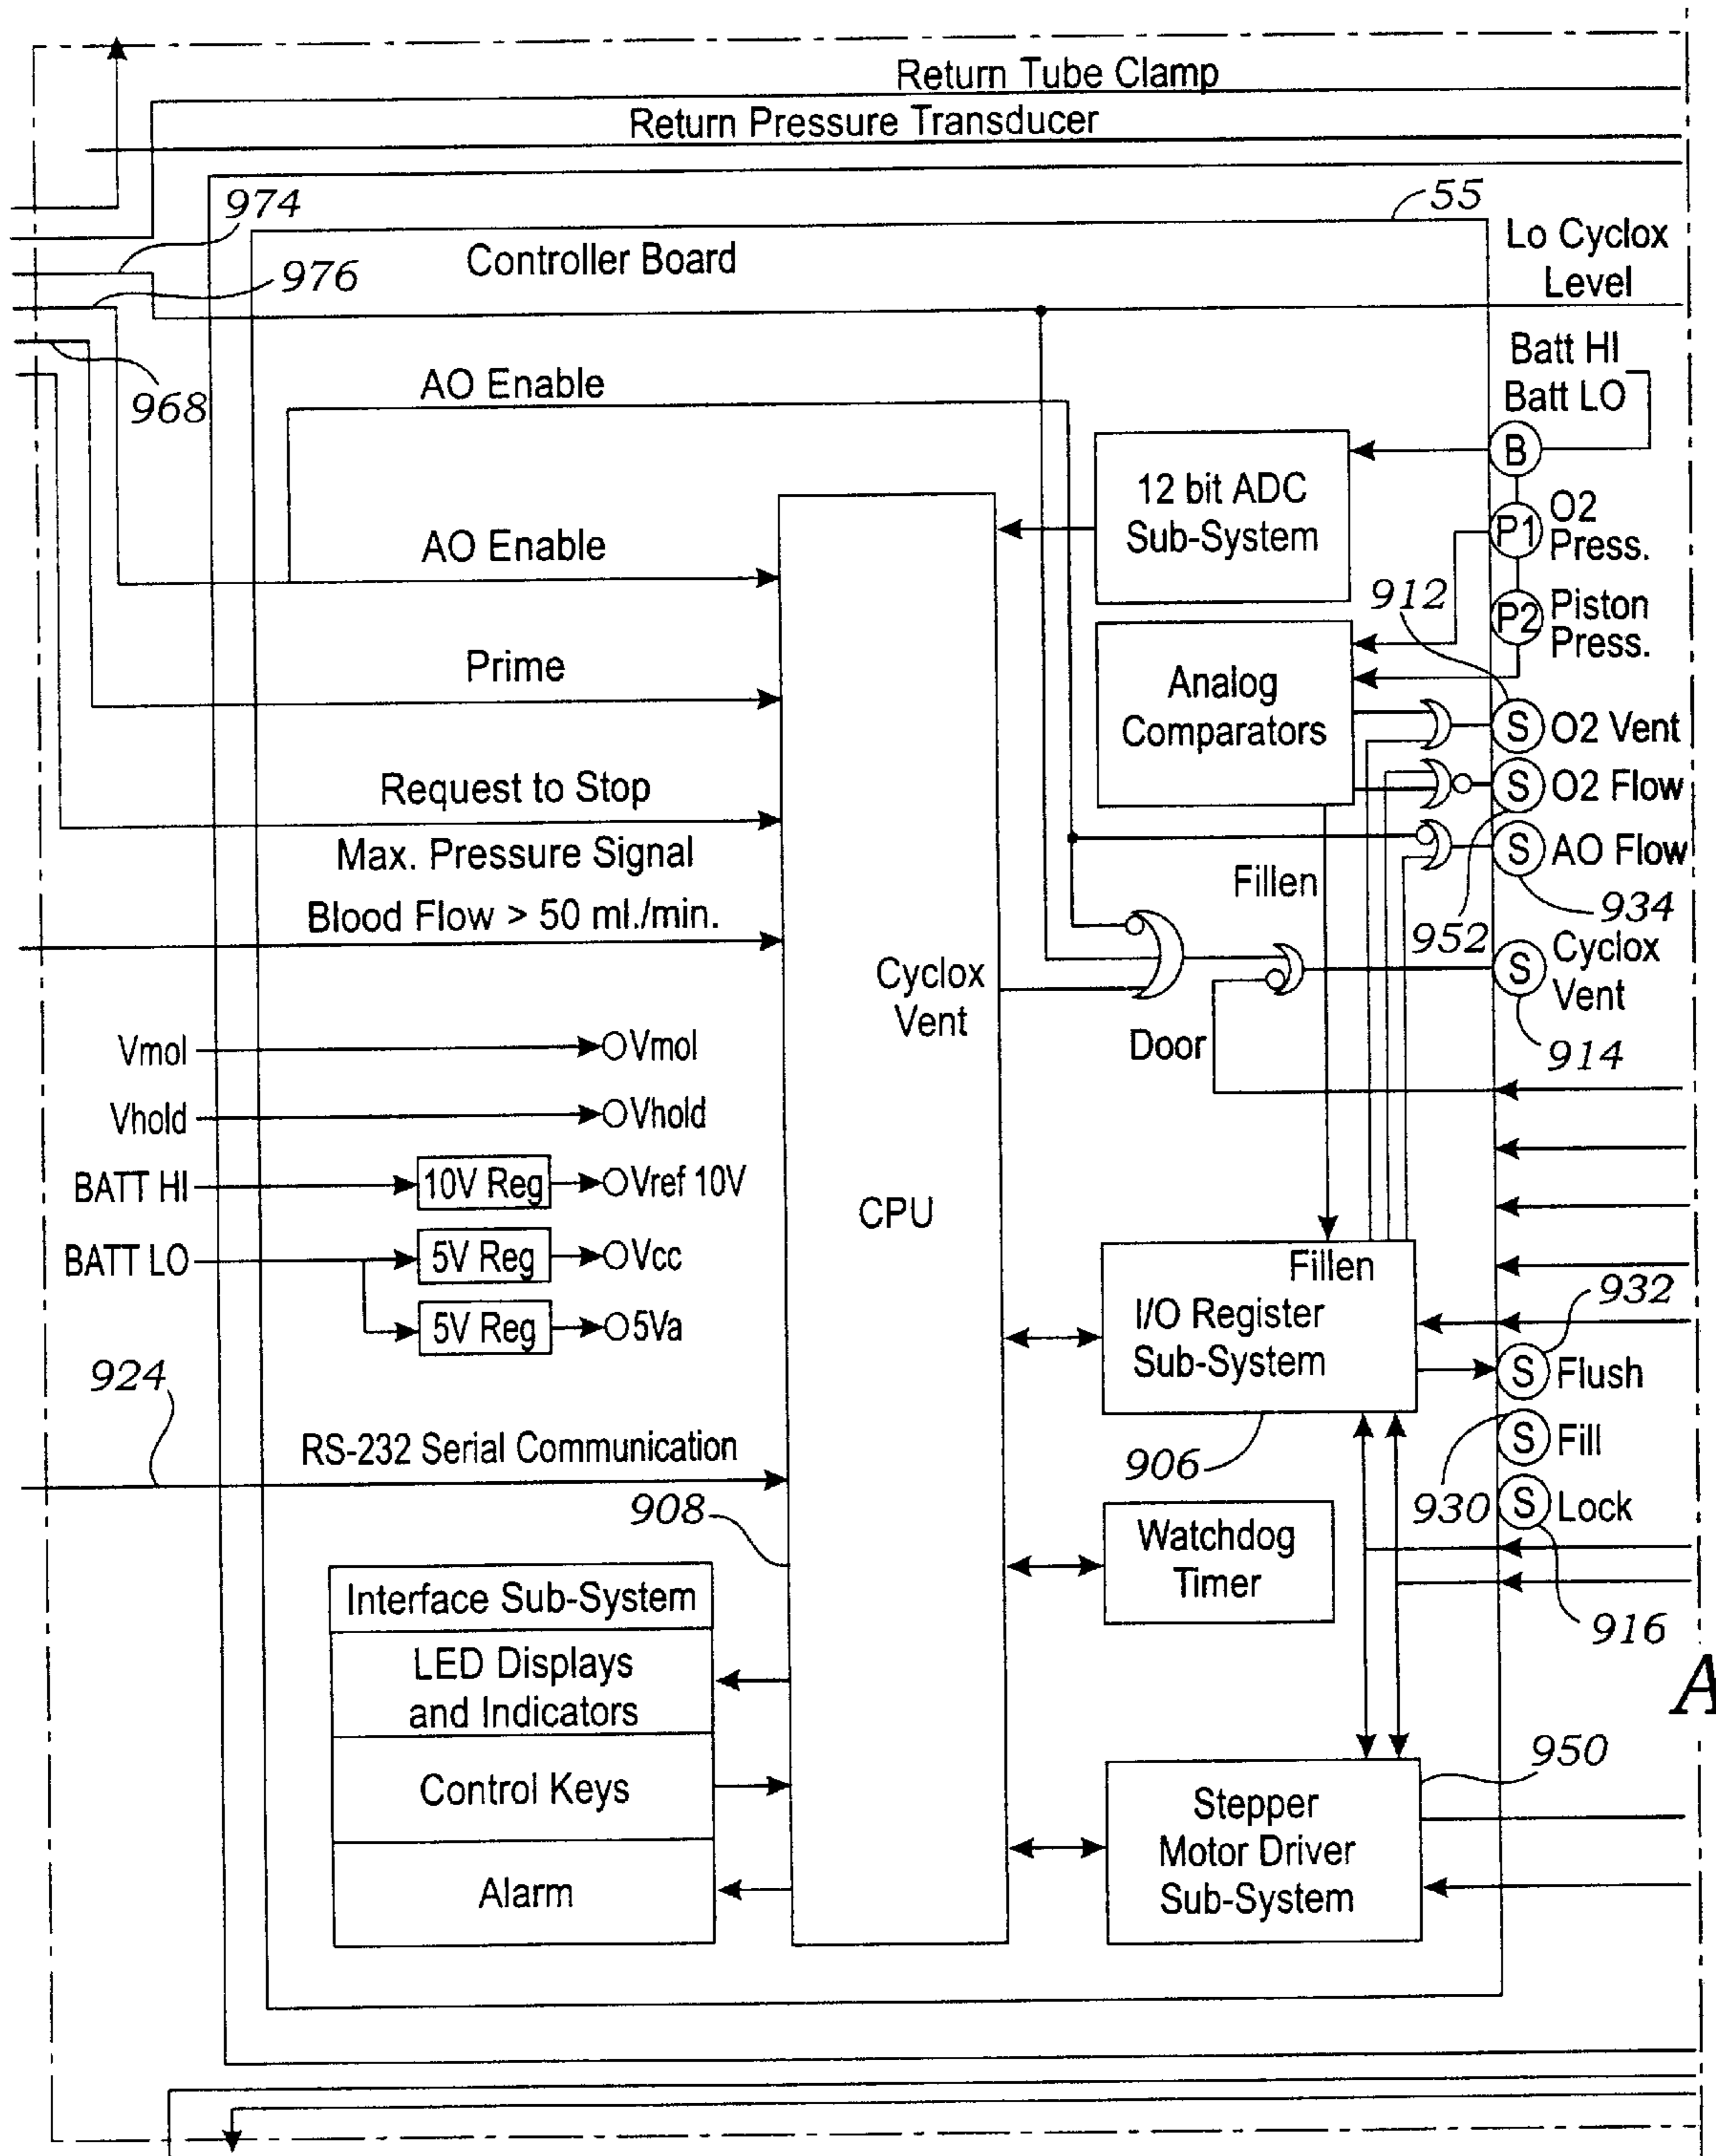 Return Tube Clamp
Return Pressure Transducer
974
55
976
Controller Board
Lo Cyclox
Level
968
AO Enable
Batt HI
Batt LO
B
12 bit ADC
Sub-System
P1
O2
Press.
AO Enable
912
P2
Piston
Press.
Prime
Analog
Comparators
S
O2 Vent
Request to Stop
S
O2 Flow
Max. Pressure Signal
S
AO Flow
Fillen
Blood Flow > 50 ml./min.
952
934
Cyclox
Vent
S
Cyclox
Vent
Door
914
Vmol
Vmol
Vhold
Vhold
BATT HI
10V Reg
Vref 10V
CPU
BATT LO
5V Reg
Vcc
Fillen
932
5V Reg
5Va
I/O Register
Sub-System
S
Flush
924
RS-232 Serial Communication
906
S
Fill
930
908
S
Lock
Watchdog
Timer
Interface Sub-System
916
LED Displays
and Indicators
A
950
Control Keys
Stepper
Motor Driver
Sub-System
Alarm